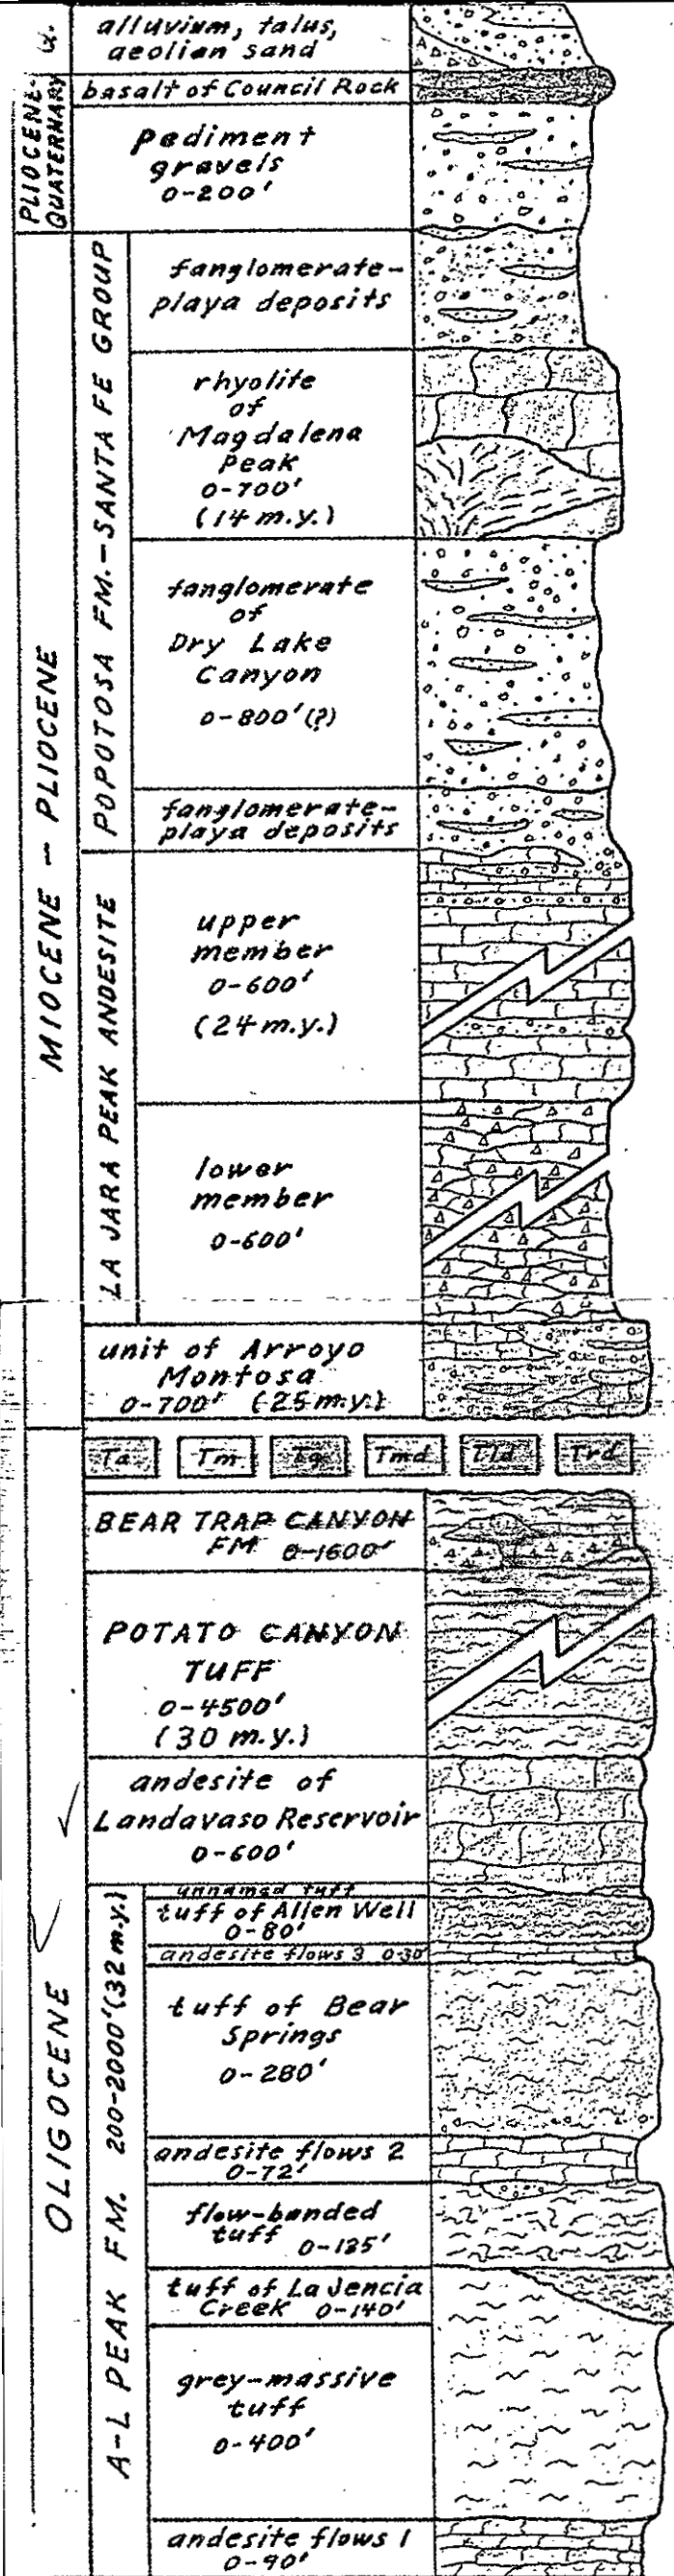 PLIOCENE-
QUATERNARY
alluvium, talus,
aeolian sand
basalt of Council Rock
pediment
gravels
0-200'
MIOCENE - PLIOCENE
POPOTOSA FM.-SANTA FE GROUP
fanglomerate-
playa deposits
rhyolite
of
Magdalena
Peak
0-700'
(14 m.y.)
fanglomerate
of
Dry Lake
Canyon
0-800'(?)
fanglomerate-
playa deposits
LA JARA PEAK ANDESITE
upper
member
0-600'
(24 m.y.)
lower
member
0-600'
unit of Arroyo
Montosa
0-700' (25 m.y.)
Ta Tm Tg Tmd Tld Trd
OLIGOCENE
BEAR TRAP CANYON
FM 0-1600'
POTATO CANYON
TUFF
0-4500'
(30 m.y.)
andesite of
Landavaso Reservoir
0-600'
A-L PEAK FM. 200-2000' (32 m.y.)
unnamed tuff
tuff of Allen Well
0-80'
andesite flows 3 0-30'
tuff of Bear
Springs
0-280'
andesite flows 2
0-72'
flow-banded
tuff 0-125'
tuff of La Jencia
Creek 0-140'
grey-massive
tuff
0-400'
andesite flows 1
0-90'